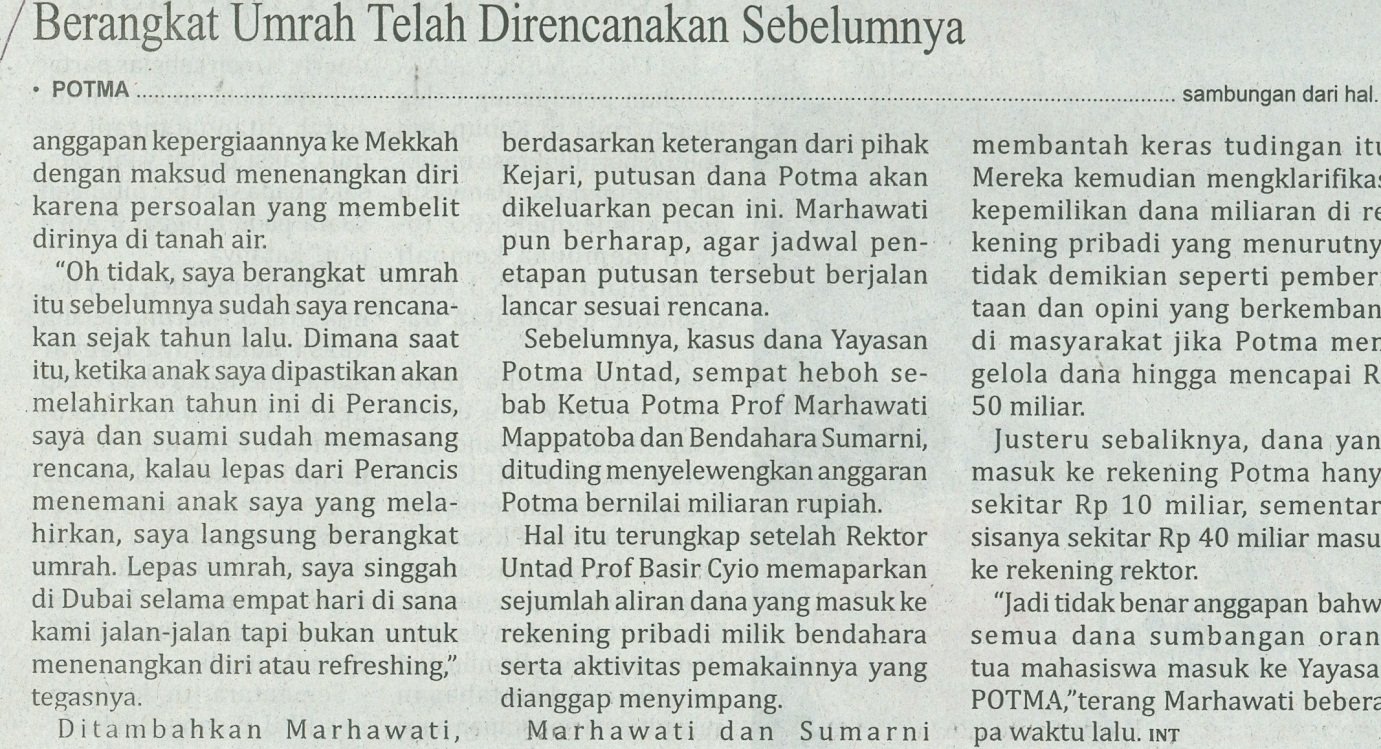 Berangkat Umrah Telah Direncanakan Sebelumnya
• POTMA ........ sambungan dari hal.
anggapan kepergiaannya ke Mekkah
dengan maksud menenangkan diri
karena persoalan yang membelit
dirinya di tanah air.
“Oh tidak, saya berangkat umrah
itu sebelumnya sudah saya rencana-
kan sejak tahun lalu. Dimana saat
itu, ketika anak saya dipastikan akan
melahirkan tahun ini di Perancis,
saya dan suami sudah memasang
rencana, kalau lepas dari Perancis
menemani anak saya yang mela-
hirkan, saya langsung berangkat
umrah. Lepas umrah, saya singgah
di Dubai selama empat hari di sana
kami jalan-jalan tapi bukan untuk
menenangkan diri atau refreshing,”
tegasnya.
Ditambahkan Marhawati,
berdasarkan keterangan dari pihak
Kejari, putusan dana Potma akan
dikeluarkan pecan ini. Marhawati
pun berharap, agar jadwal pen-
etapan putusan tersebut berjalan
lancar sesuai rencana.
Sebelumnya, kasus dana Yayasan
Potma Untad, sempat heboh se-
bab Ketua Potma Prof Marhawati
Mappatoba dan Bendahara Sumarni,
dituding menyelewengkan anggaran
Potma bernilai miliaran rupiah.
Hal itu terungkap setelah Rektor
Untad Prof Basir Cyio memaparkan
sejumlah aliran dana yang masuk ke
rekening pribadi milik bendahara
serta aktivitas pemakainnya yang
dianggap menyimpang.
Marhawati dan Sumarni
membantah keras tudingan itu
Mereka kemudian mengklarifikas
kepemilikan dana miliaran di re
kening pribadi yang menurutny
tidak demikian seperti pember
taan dan opini yang berkemban
di masyarakat jika Potma men
gelola dana hingga mencapai R
50 miliar.
Justeru sebaliknya, dana yan
masuk ke rekening Potma hany
sekitar Rp 10 miliar, sementar
sisanya sekitar Rp 40 miliar masu
ke rekening rektor.
“Jadi tidak benar anggapan bahw
semua dana sumbangan oran
tua mahasiswa masuk ke Yayasa
POTMA,”terang Marhawati bebera
pa waktu lalu. INT